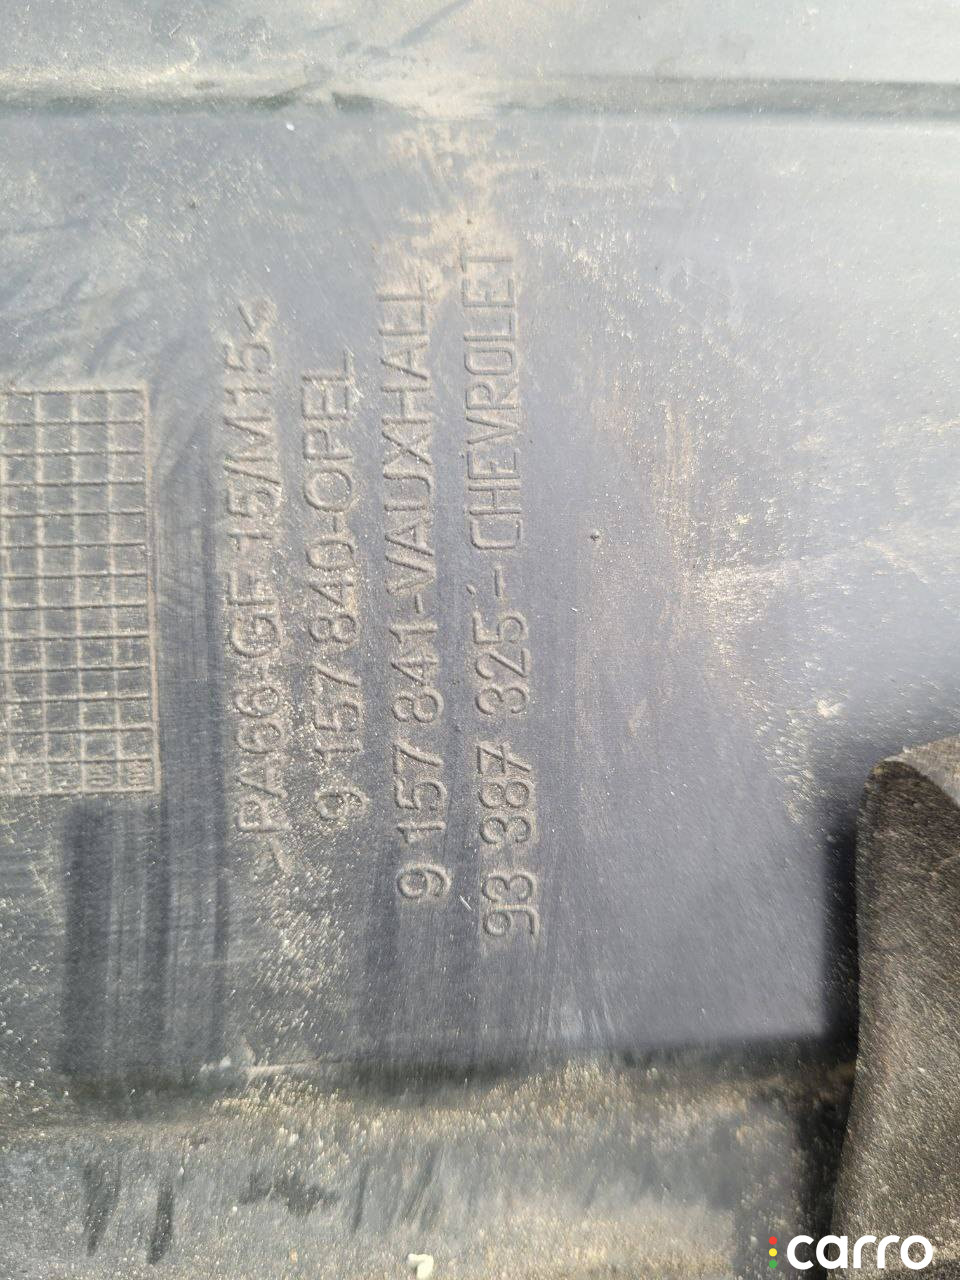 >PA66-GF15/M15<
9 157 840-OPEL
9 157 841-VAUXHALL
93 387 325-CHEVROLET
carro